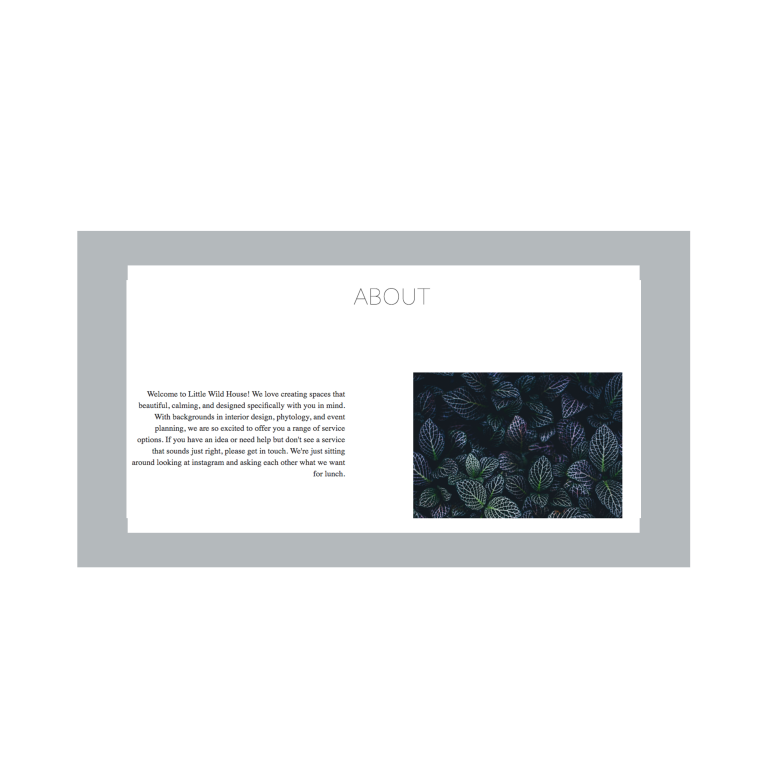 ABOUT
Welcome to Little Wild House! We love creating spaces that
beautiful, calming, and designed specifically with you in mind.
With backgrounds in interior design, phytology, and event
planning, we are so excited to offer you a range of service
options. If you have an idea or need help but don't see a service
that sounds just right, please get in touch. We're just sitting
around looking at instagram and asking each other what we want
for lunch.